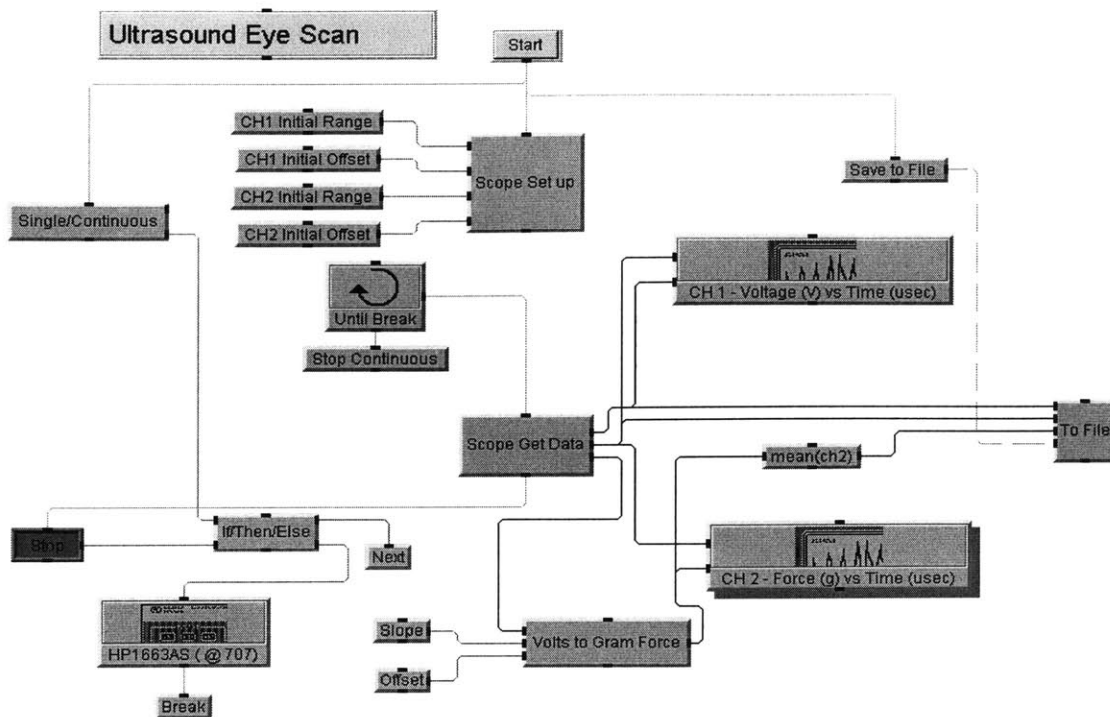 Ultrasound Eye Scan
Start
CH1 Initial Range
CH1 Initial Offset
CH2 Initial Range
CH2 Initial Offset
Scope Set up
Save to File
Single/Continuous
CH 1 - Voltage (V) vs Time (usec)
Until Break
Stop Continuous
Scope Get Data
To File
mean(ch2)
Stop
If/Then/Else
Next
CH 2 - Force (g) vs Time (usec)
HP1663AS ( @ 707)
Slope
Volts to Gram Force
Offset
Break